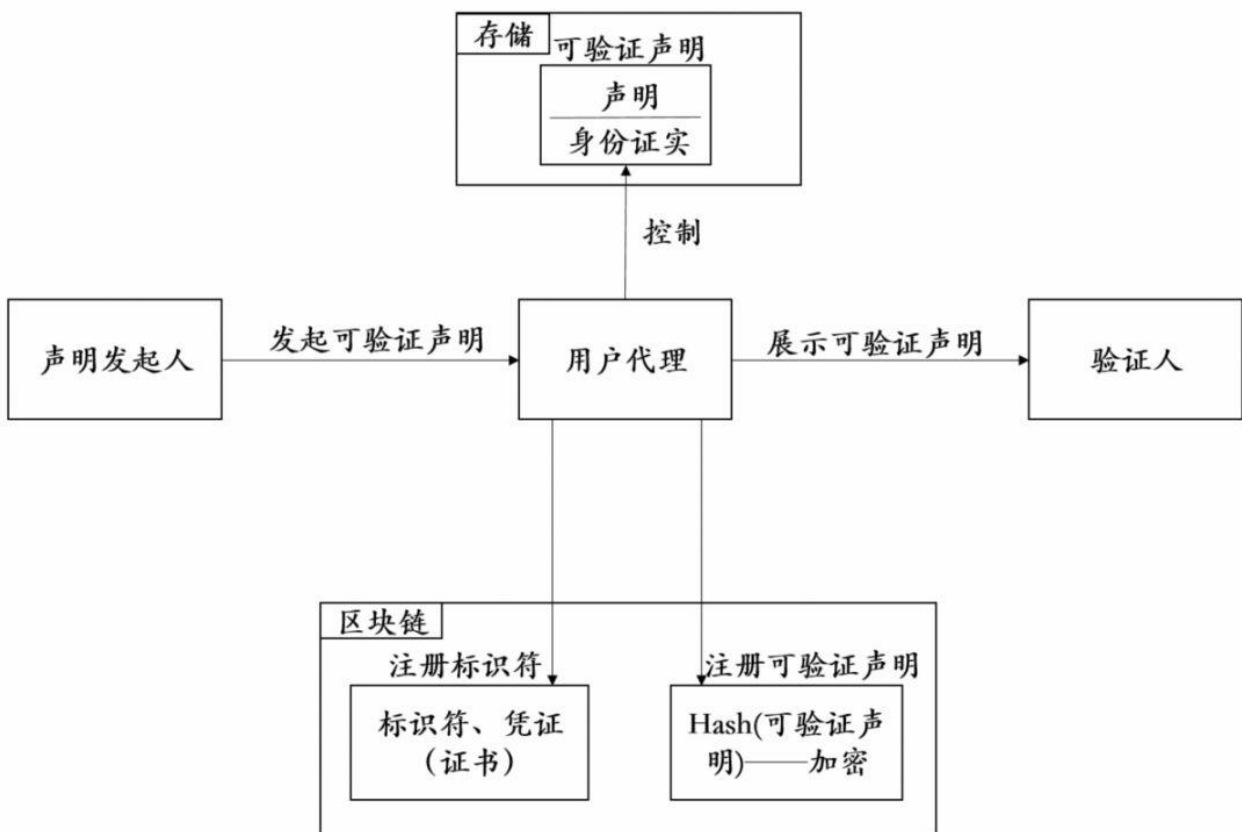 存储
可验证声明
声明
身份证实
控制
声明发起人
发起可验证声明
用户代理
展示可验证声明
验证人
区块链
注册标识符
注册可验证声明
标识符、凭证
（证书）
Hash(可验证声
明)——加密